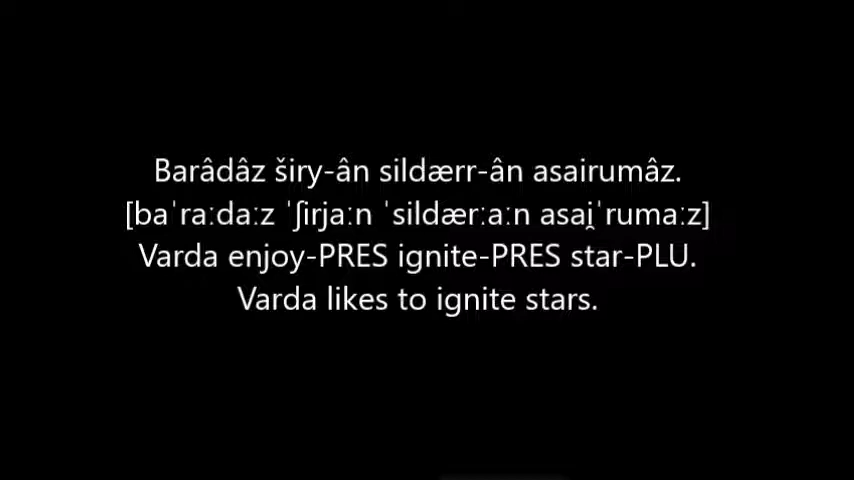 Barâdâz širy-ân sildærr-ân asairumâz.
[baˈraːdaːz ˈʃirjaːn ˈsildærːaːn asai̯ˈrumaːz]
Varda enjoy-PRES ignite-PRES star-PLU.
Varda likes to ignite stars.